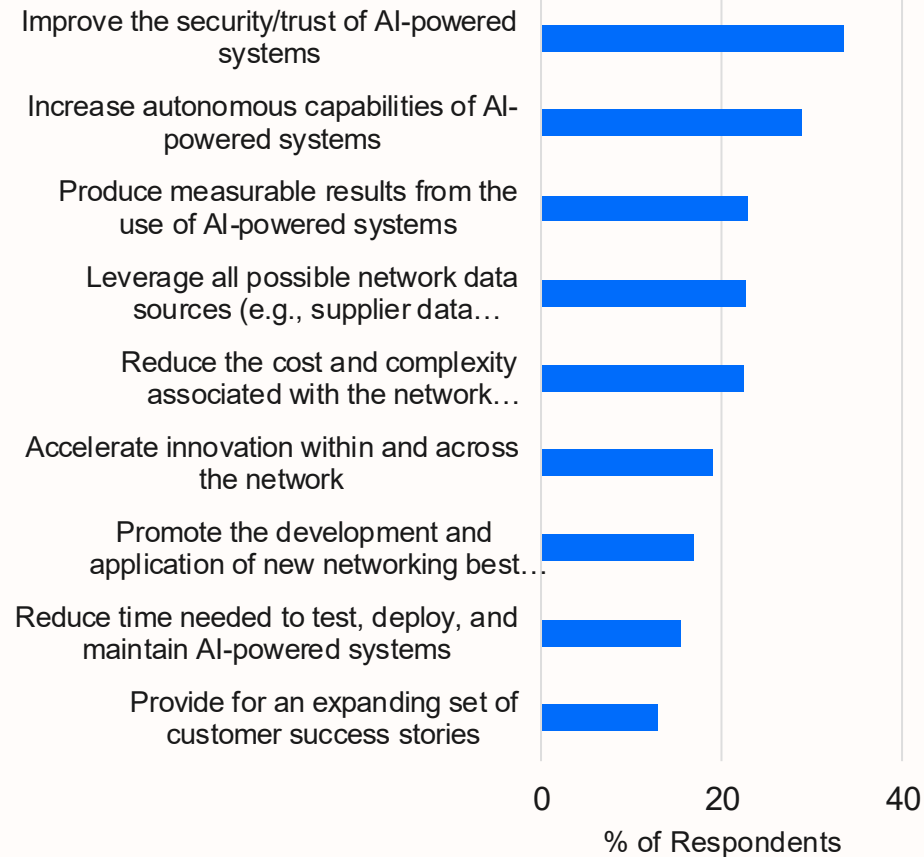 Improve the security/trust of AI-powered
systems
Increase autonomous capabilities of AI-
powered systems
Produce measurable results from the
use of AI-powered systems
Leverage all possible network data
sources (e.g., supplier data…
Reduce the cost and complexity
associated with the network…
Accelerate innovation within and across
the network
Promote the development and
application of new networking best…
Reduce time needed to test, deploy, and
maintain AI-powered systems
Provide for an expanding set of
customer success stories
0 20 40
% of Respondents